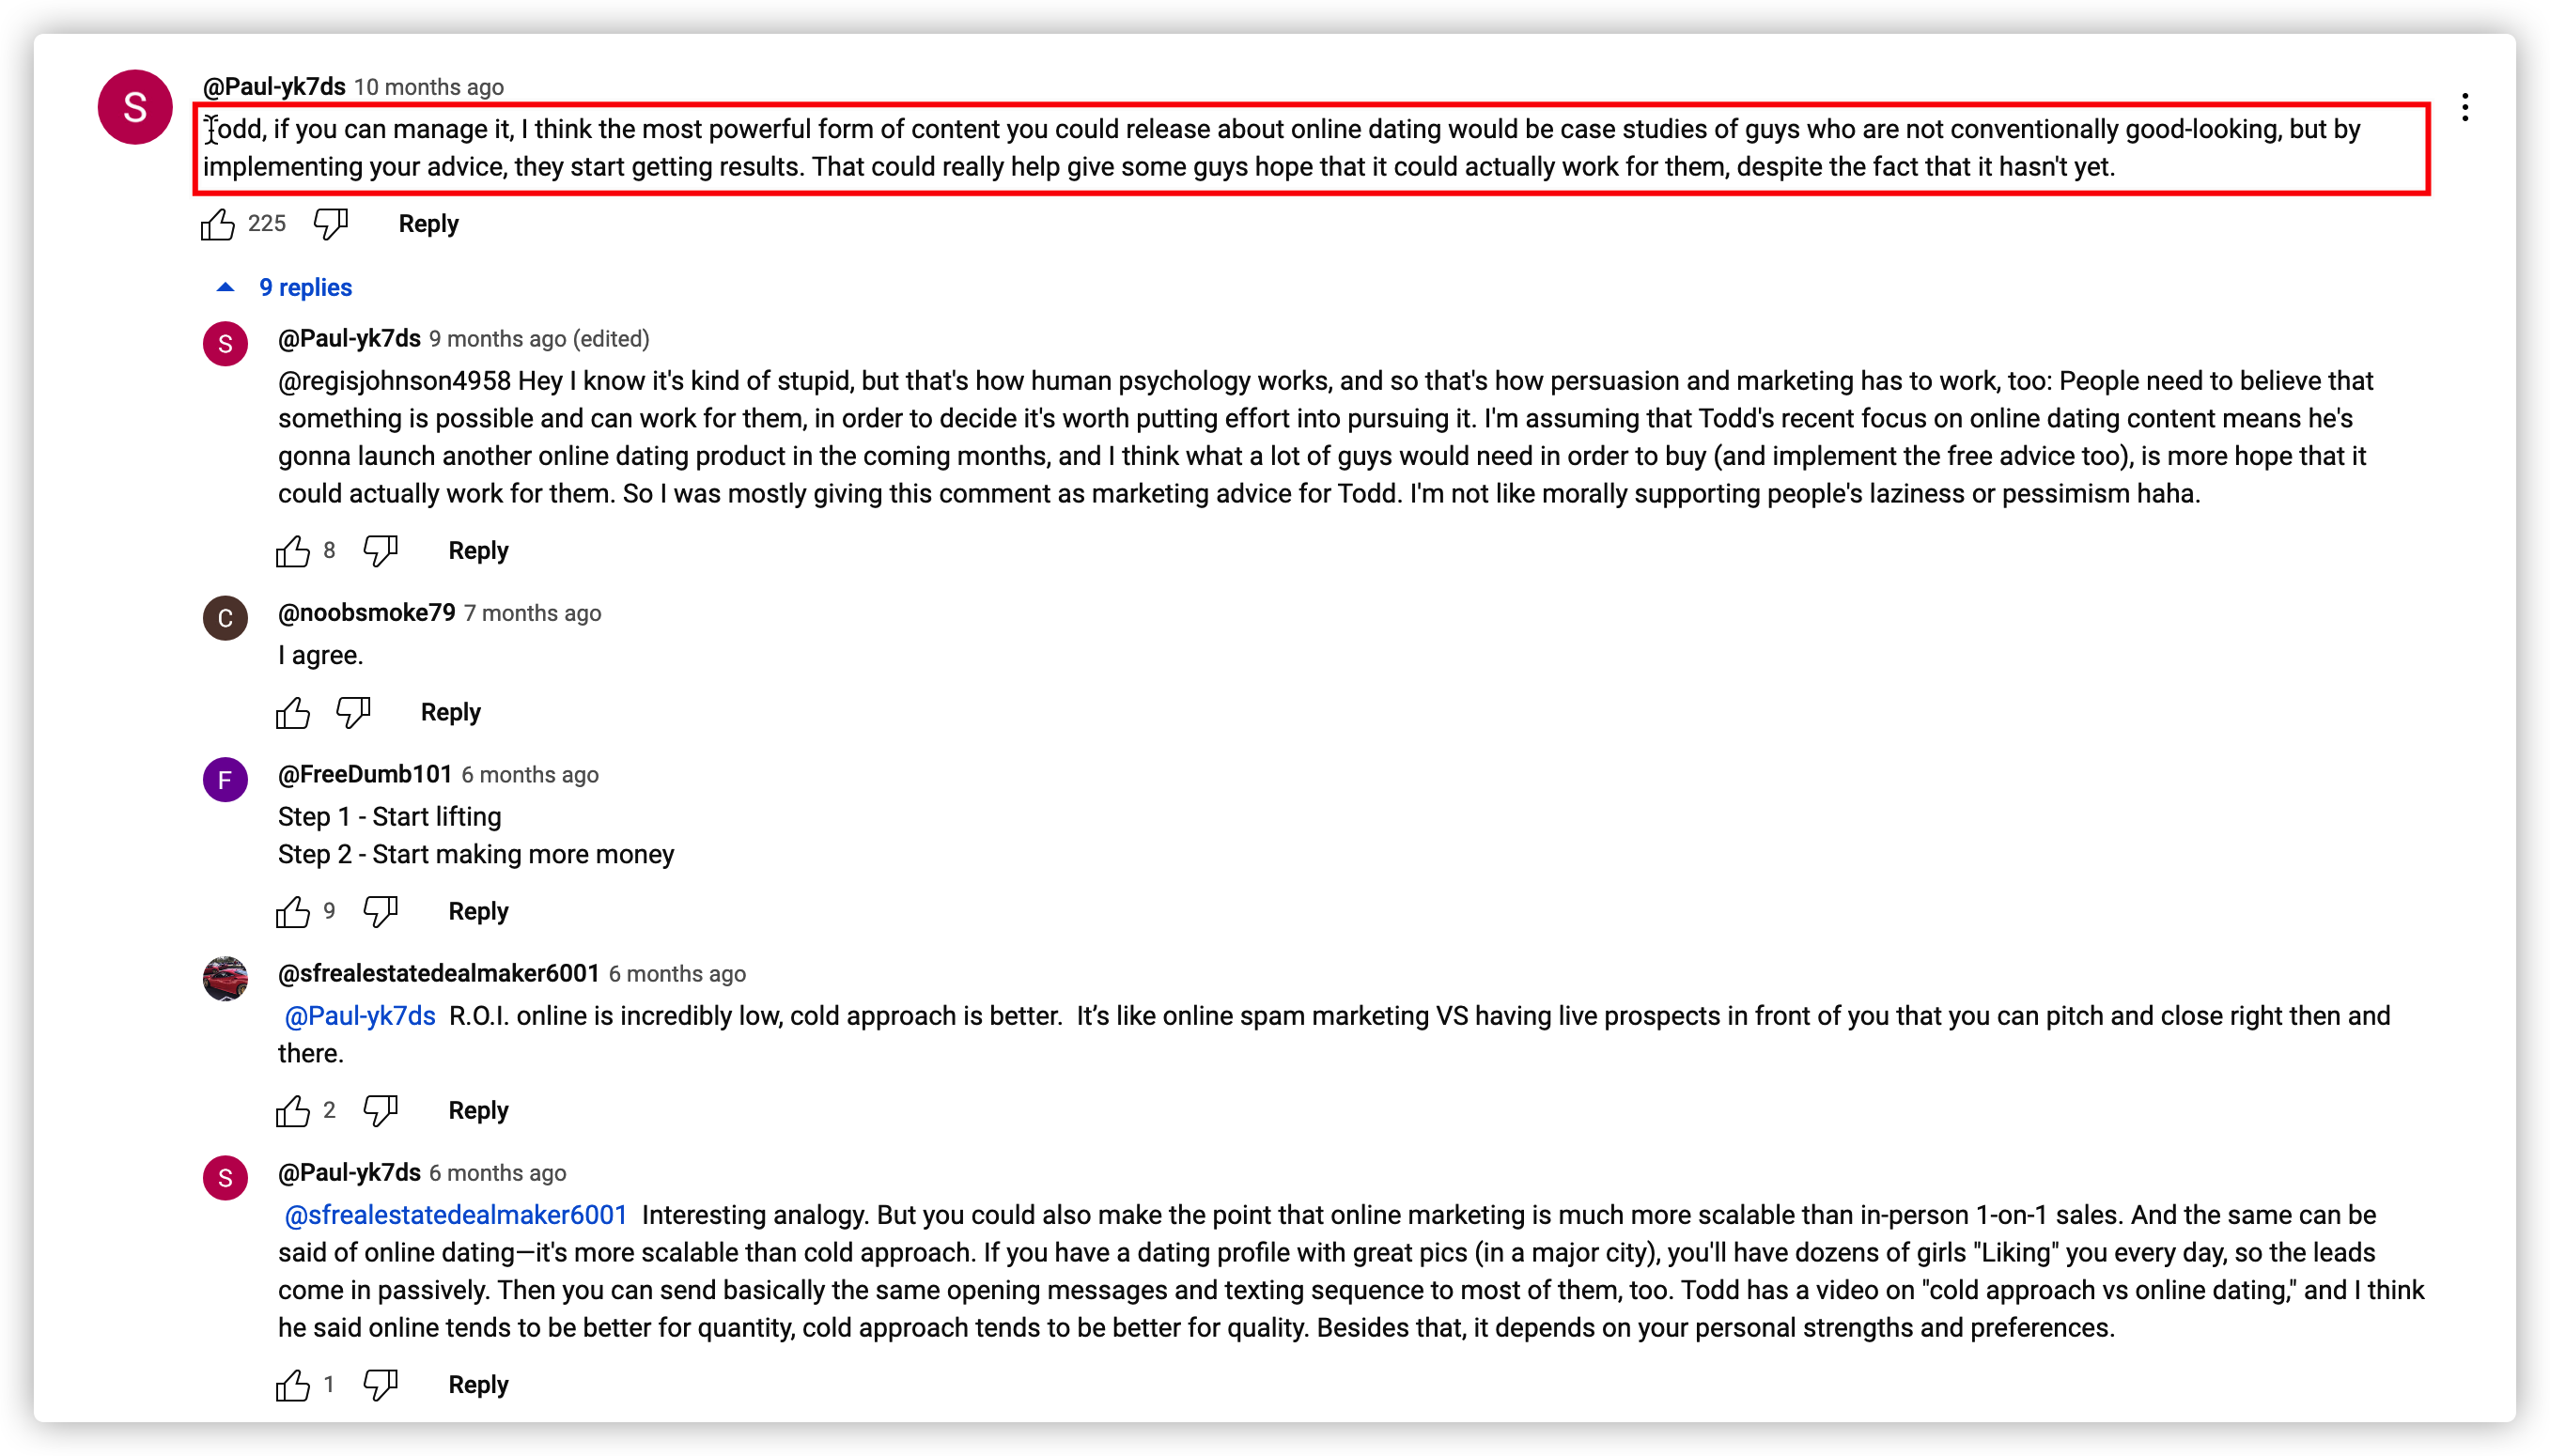 S
@Paul-yk7ds 10 months ago
Todd, if you can manage it, I think the most powerful form of content you could release about online dating would be case studies of guys who are not conventionally good-looking, but by
implementing your advice, they start getting results. That could really help give some guys hope that it could actually work for them, despite the fact that it hasn't yet.
225 Reply
9 replies
S
@Paul-yk7ds 9 months ago (edited)
@regisjohnson4958 Hey I know it's kind of stupid, but that's how human psychology works, and so that's how persuasion and marketing has to work, too: People need to believe that
something is possible and can work for them, in order to decide it's worth putting effort into pursuing it. I'm assuming that Todd's recent focus on online dating content means he's
gonna launch another online dating product in the coming months, and I think what a lot of guys would need in order to buy (and implement the free advice too), is more hope that it
could actually work for them. So I was mostly giving this comment as marketing advice for Todd. I'm not like morally supporting people's laziness or pessimism haha.
8 Reply
C
@noobsmoke79 7 months ago
I agree.
Reply
F
@FreeDumb101 6 months ago
Step 1 - Start lifting
Step 2 - Start making more money
9 Reply
@sfrealestatedealmaker6001 6 months ago
@Paul-yk7ds R.O.I. online is incredibly low, cold approach is better. It’s like online spam marketing VS having live prospects in front of you that you can pitch and close right then and
there.
2 Reply
S
@Paul-yk7ds 6 months ago
@sfrealestatedealmaker6001 Interesting analogy. But you could also make the point that online marketing is much more scalable than in-person 1-on-1 sales. And the same can be
said of online dating—it's more scalable than cold approach. If you have a dating profile with great pics (in a major city), you'll have dozens of girls "Liking" you every day, so the leads
come in passively. Then you can send basically the same opening messages and texting sequence to most of them, too. Todd has a video on "cold approach vs online dating," and I think
he said online tends to be better for quantity, cold approach tends to be better for quality. Besides that, it depends on your personal strengths and preferences.
1 Reply